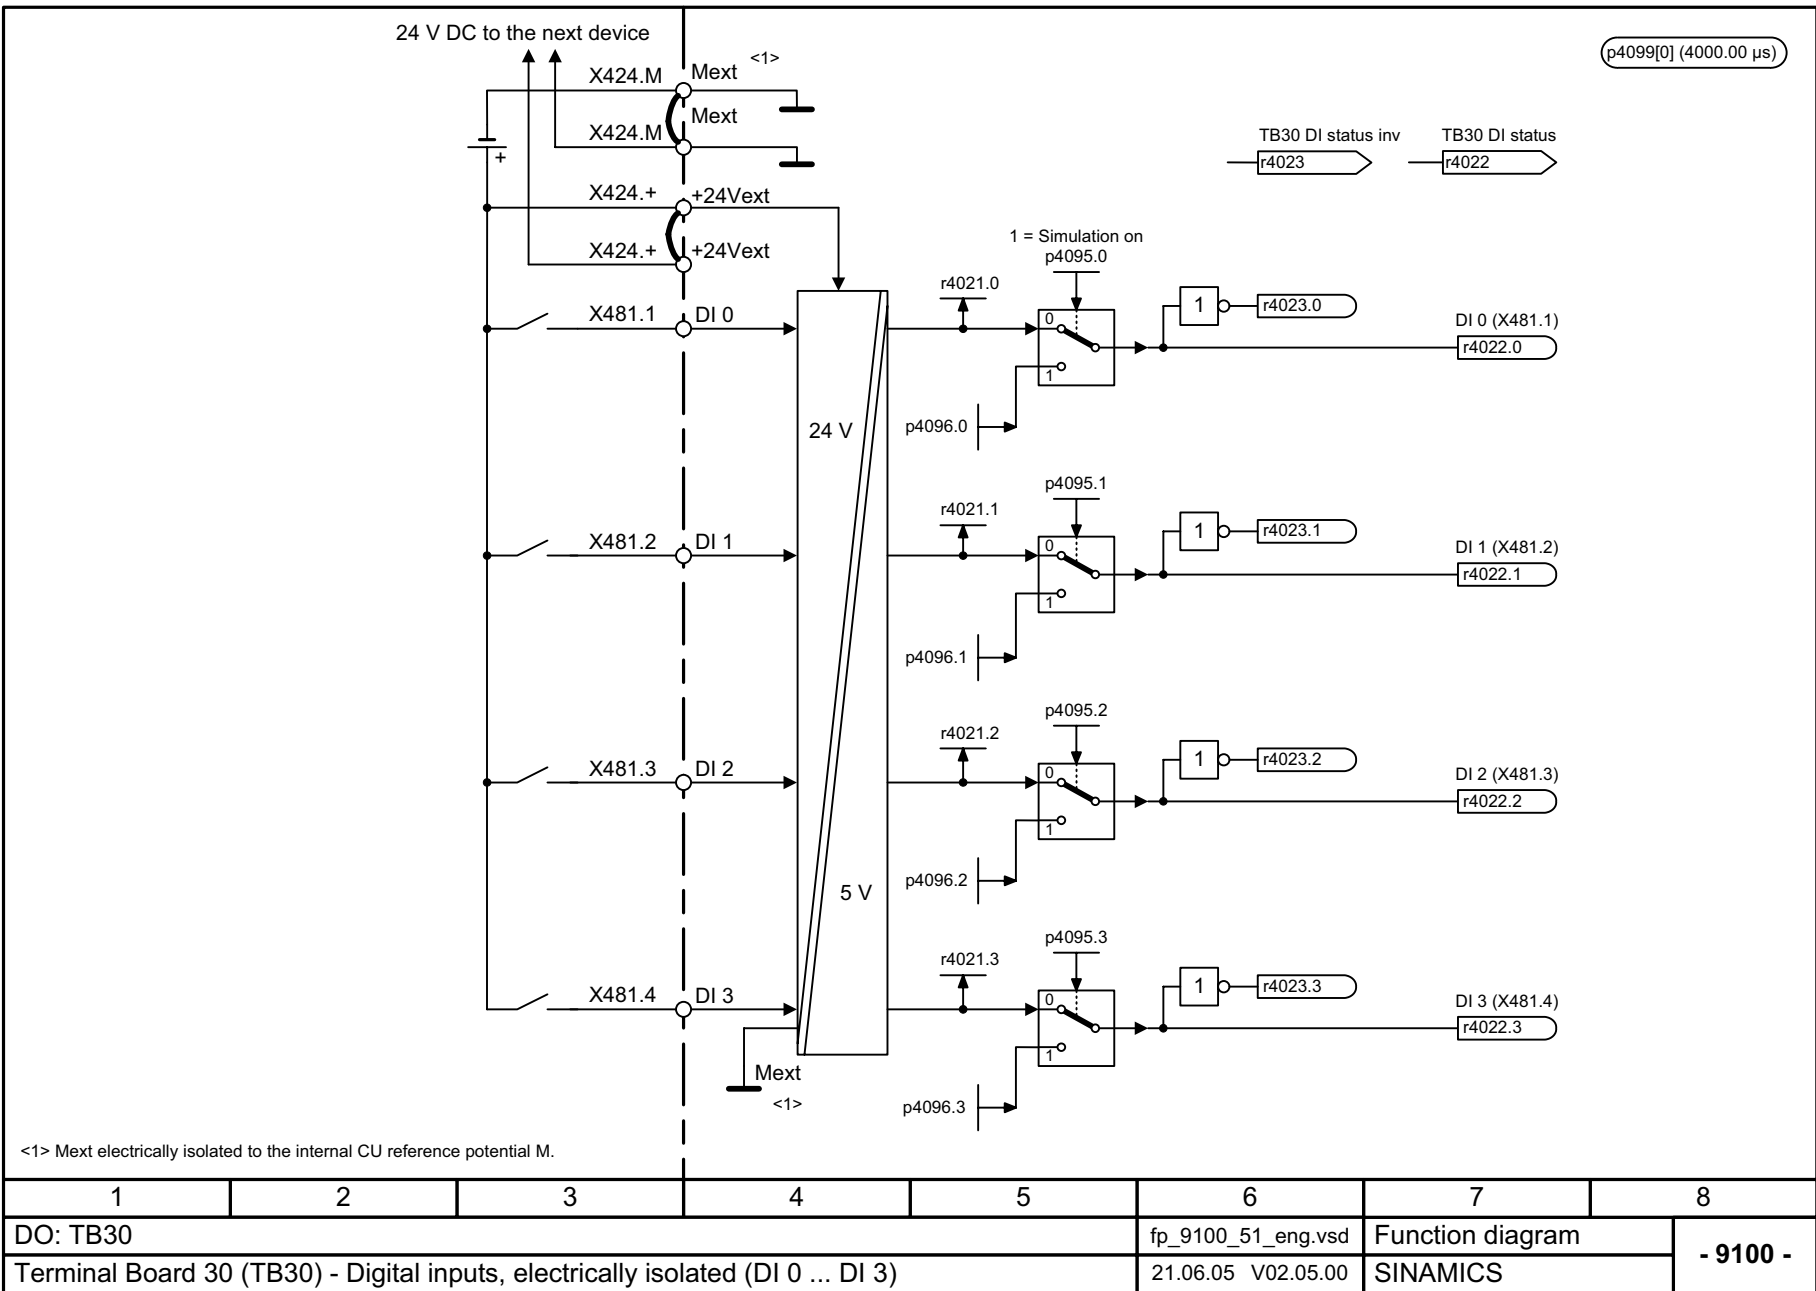 24 V DC to the next device
p4099[0] (4000.00 µs)
X424.M Mext <1>
Mext
X424.M
+
TB30 DI status inv TB30 DI status
r4023 r4022
X424.+ +24Vext
X424.+ +24Vext
1 = Simulation on
p4095.0
r4021.0
X481.1 DI 0
0
1
1 r4023.0
DI 0 (X481.1)
r4022.0
p4096.0
24 V
p4095.1
r4021.1
X481.2 DI 1
0
1
1 r4023.1
DI 1 (X481.2)
r4022.1
p4096.1
p4095.2
r4021.2
X481.3 DI 2
0
1
1 r4023.2
DI 2 (X481.3)
r4022.2
p4096.2
5 V
p4095.3
r4021.3
X481.4 DI 3
0
1
1 r4023.3
DI 3 (X481.4)
r4022.3
Mext
<1>
p4096.3
<1> Mext electrically isolated to the internal CU reference potential M.
1 2 3 4 5 6 7 8
DO: TB30 fp_9100_51_eng.vsd Function diagram
- 9100 -
Terminal Board 30 (TB30) - Digital inputs, electrically isolated (DI 0 ... DI 3) 21.06.05 V02.05.00 SINAMICS